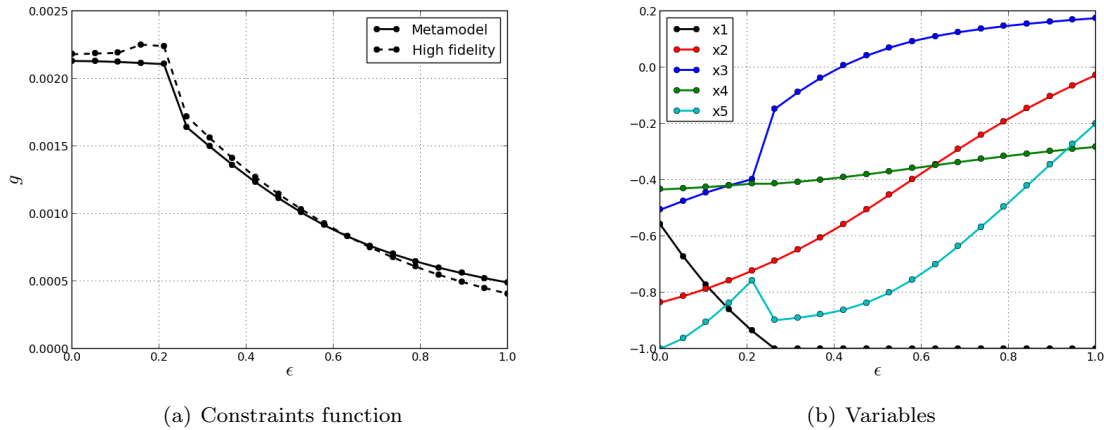 0.0025
0.0020
0.0015
0.0010
0.0005
0.0000
g
Metamodel
High fidelity
0.0 0.2 0.4 0.6 0.8 1.0
ϵ
(a) Constraints function
0.2
0.0
−0.2
−0.4
−0.6
−0.8
−1.0
x1
x2
x3
x4
x5
0.0 0.2 0.4 0.6 0.8 1.0
ϵ
(b) Variables